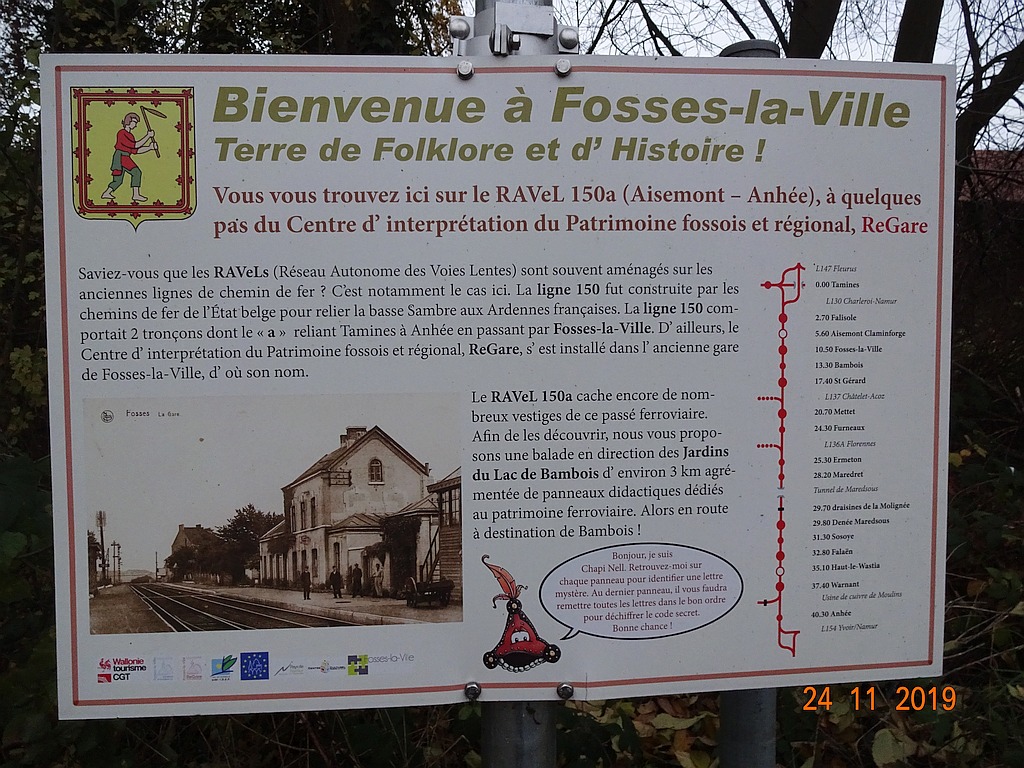 Bienvenue à Fosses-la-Ville
Terre de Folklore et d' Histoire !
Vous vous trouvez ici sur le RAVeL 150a (Aisemont – Anhée), à quelques
pas du Centre d' interprétation du Patrimoine fossois et régional, ReGare
Saviez-vous que les RAVeLs (Réseau Autonome des Voies Lentes) sont souvent aménagés sur les
anciennes lignes de chemin de fer ? C'est notamment le cas ici. La ligne 150 fut construite par les
chemins de fer de l'État belge pour relier la basse Sambre aux Ardennes françaises. La ligne 150 com-
portait 2 tronçons dont le « a » reliant Tamines à Anhée en passant par Fosses-la-Ville. D' ailleurs, le
Centre d' interprétation du Patrimoine fossois et régional, ReGare, s' est installé dans l' ancienne gare
de Fosses-la-Ville, d' où son nom.
Fosses La Gare.
Le RAVeL 150a cache encore de nom-
breux vestiges de ce passé ferroviaire.
Afin de les découvrir, nous vous propo-
sons une balade en direction des Jardins
du Lac de Bambois d' environ 3 km agré-
mentée de panneaux didactiques dédiés
au patrimoine ferroviaire. Alors en route
à destination de Bambois !
Bonjour, je suis
Chapi Nell. Retrouvez-moi sur
chaque panneau pour identifier une lettre
mystère. Au dernier panneau, il vous faudra
remettre toutes les lettres dans le bon ordre
pour déchiffrer le code secret.
Bonne chance !
L147 Fleurus
0.00 Tamines
L130 Charleroi-Namur
2.70 Falisole
5.60 Aisemont Claminforge
10.50 Fosses-la-Ville
13.30 Bambois
17.40 St Gérard
L137 Châtelet-Acoz
20.70 Mettet
24.30 Furneaux
L136A Florennes
25.30 Ermeton
28.20 Maredret
Tunnel de Maredsous
29.70 draisines de la Molignée
29.80 Denée Maredsous
31.30 Sosoye
32.80 Falaën
35.10 Haut-le-Wastia
37.40 Warnant
Usine de cuivre de Moulins
40.30 Anhée
L154 Yvoir/Namur
Wallonie
tourisme
CGT
Fosses-la-Ville
24 11 2019